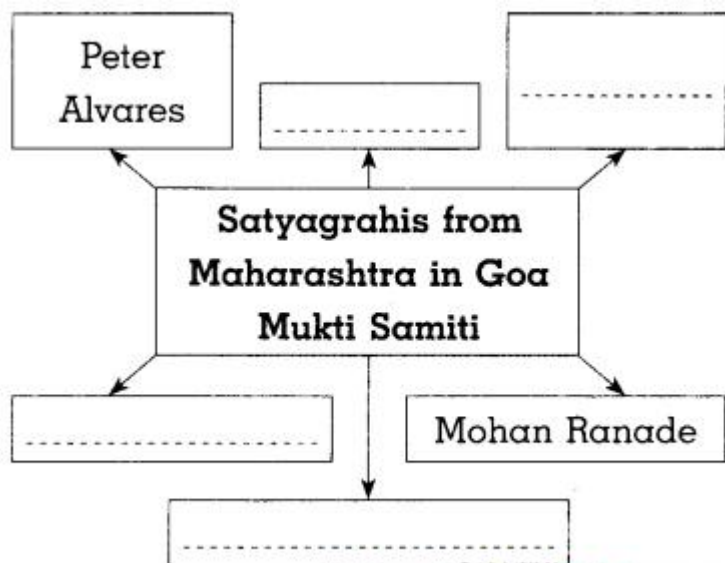 Peter
Alvares
Satyagrahis from
Maharashtra in Goa
Mukti Samiti
Mohan Ranade